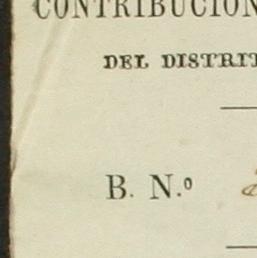 CONTRIBUCION
DEL DISTRIT
B. N.º